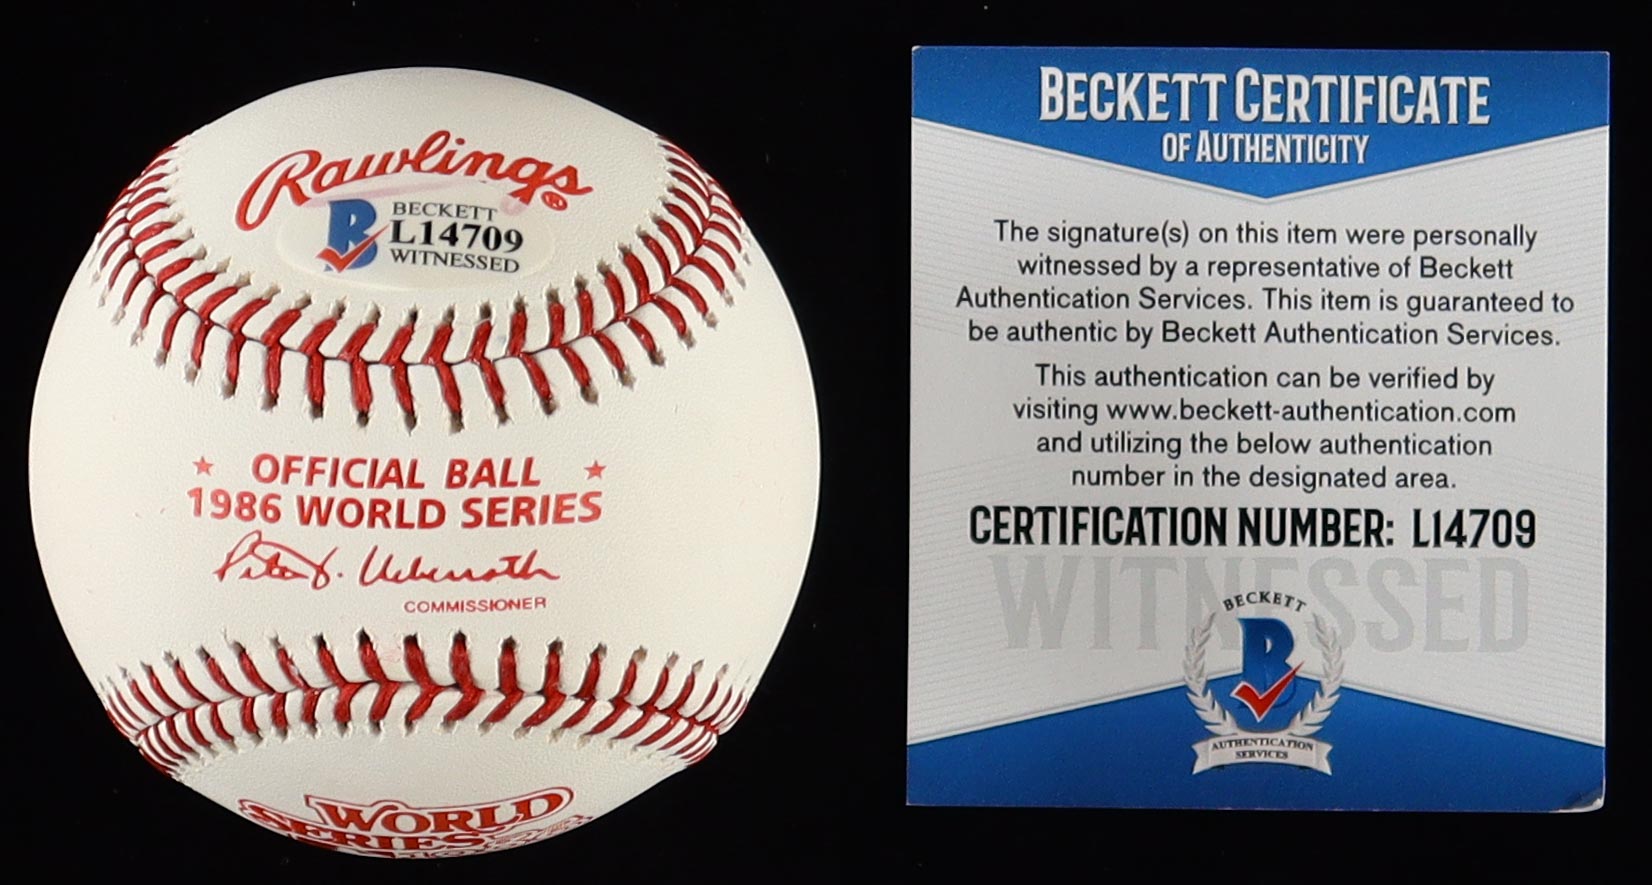 Rawlings®
B BECKETT
L14709
WITNESSED
★ OFFICIAL BALL ★
1986 WORLD SERIES
Peter V. Ueberroth
COMMISSIONER
WORLD
SERIES
BECKETT CERTIFICATE
OF AUTHENTICITY
The signature(s) on this item were personally
witnessed by a representative of Beckett
Authentication Services. This item is guaranteed to
be authentic by Beckett Authentication Services.
This authentication can be verified by
visiting www.beckett-authentication.com
and utilizing the below authentication
number in the designated area.
CERTIFICATION NUMBER: L14709
WITNESSED
BECKETT
B
AUTHENTICATION
SERVICES